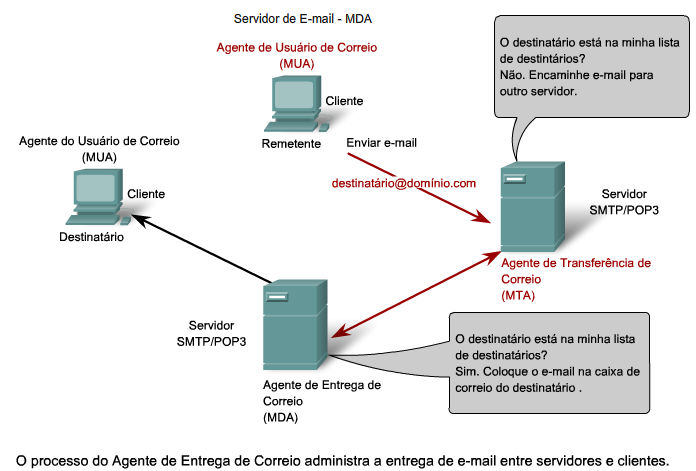 Servidor de E-mail - MDA
Agente de Usuário de Correio
(MUA)
Cliente
Remetente
Enviar e-mail
destinatário@domínio.com
O destinatário está na minha lista
de destintários?
Não. Encaminhe e-mail para
outro servidor.
Agente do Usuário de Correio
(MUA)
Cliente
Destinatário
Servidor
SMTP/POP3
Agente de Transferência de
Correio
(MTA)
Servidor
SMTP/POP3
Agente de Entrega de
Correio
(MDA)
O destinatário está na minha lista
de destinatários?
Sim. Coloque o e-mail na caixa de
correio do destinatário .
O processo do Agente de Entrega de Correio administra a entrega de e-mail entre servidores e clientes.